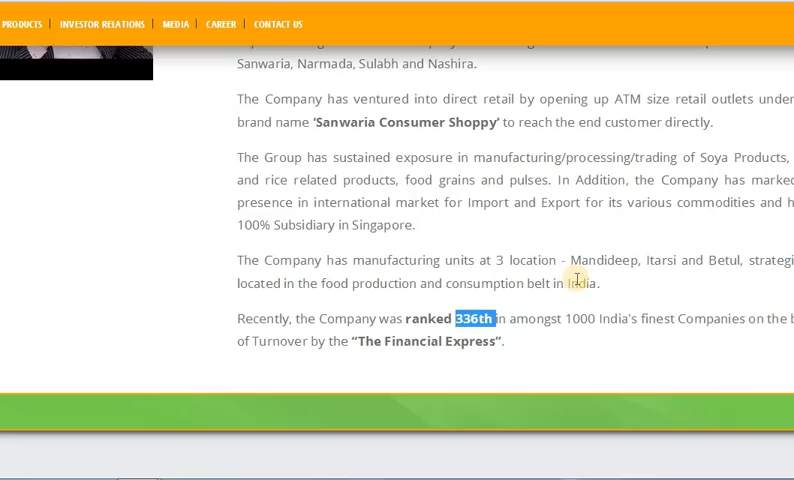 PRODUCTS INVESTOR RELATIONS MEDIA CAREER CONTACT US
Sanwaria, Narmada, Sulabh and Nashira.
The Company has ventured into direct retail by opening up ATM size retail outlets under
brand name ‘Sanwaria Consumer Shoppy’ to reach the end customer directly.
The Group has sustained exposure in manufacturing/processing/trading of Soya Products,
and rice related products, food grains and pulses. In Addition, the Company has marked
presence in international market for Import and Export for its various commodities and
100% Subsidiary in Singapore.
The Company has manufacturing units at 3 location - Mandideep, Itarsi and Betul,
located in the food production and consumption belt in India.
Recently, the Company was ranked 336th in amongst 1000 India's finest Companies on the
of Turnover by the “The Financial Express”.